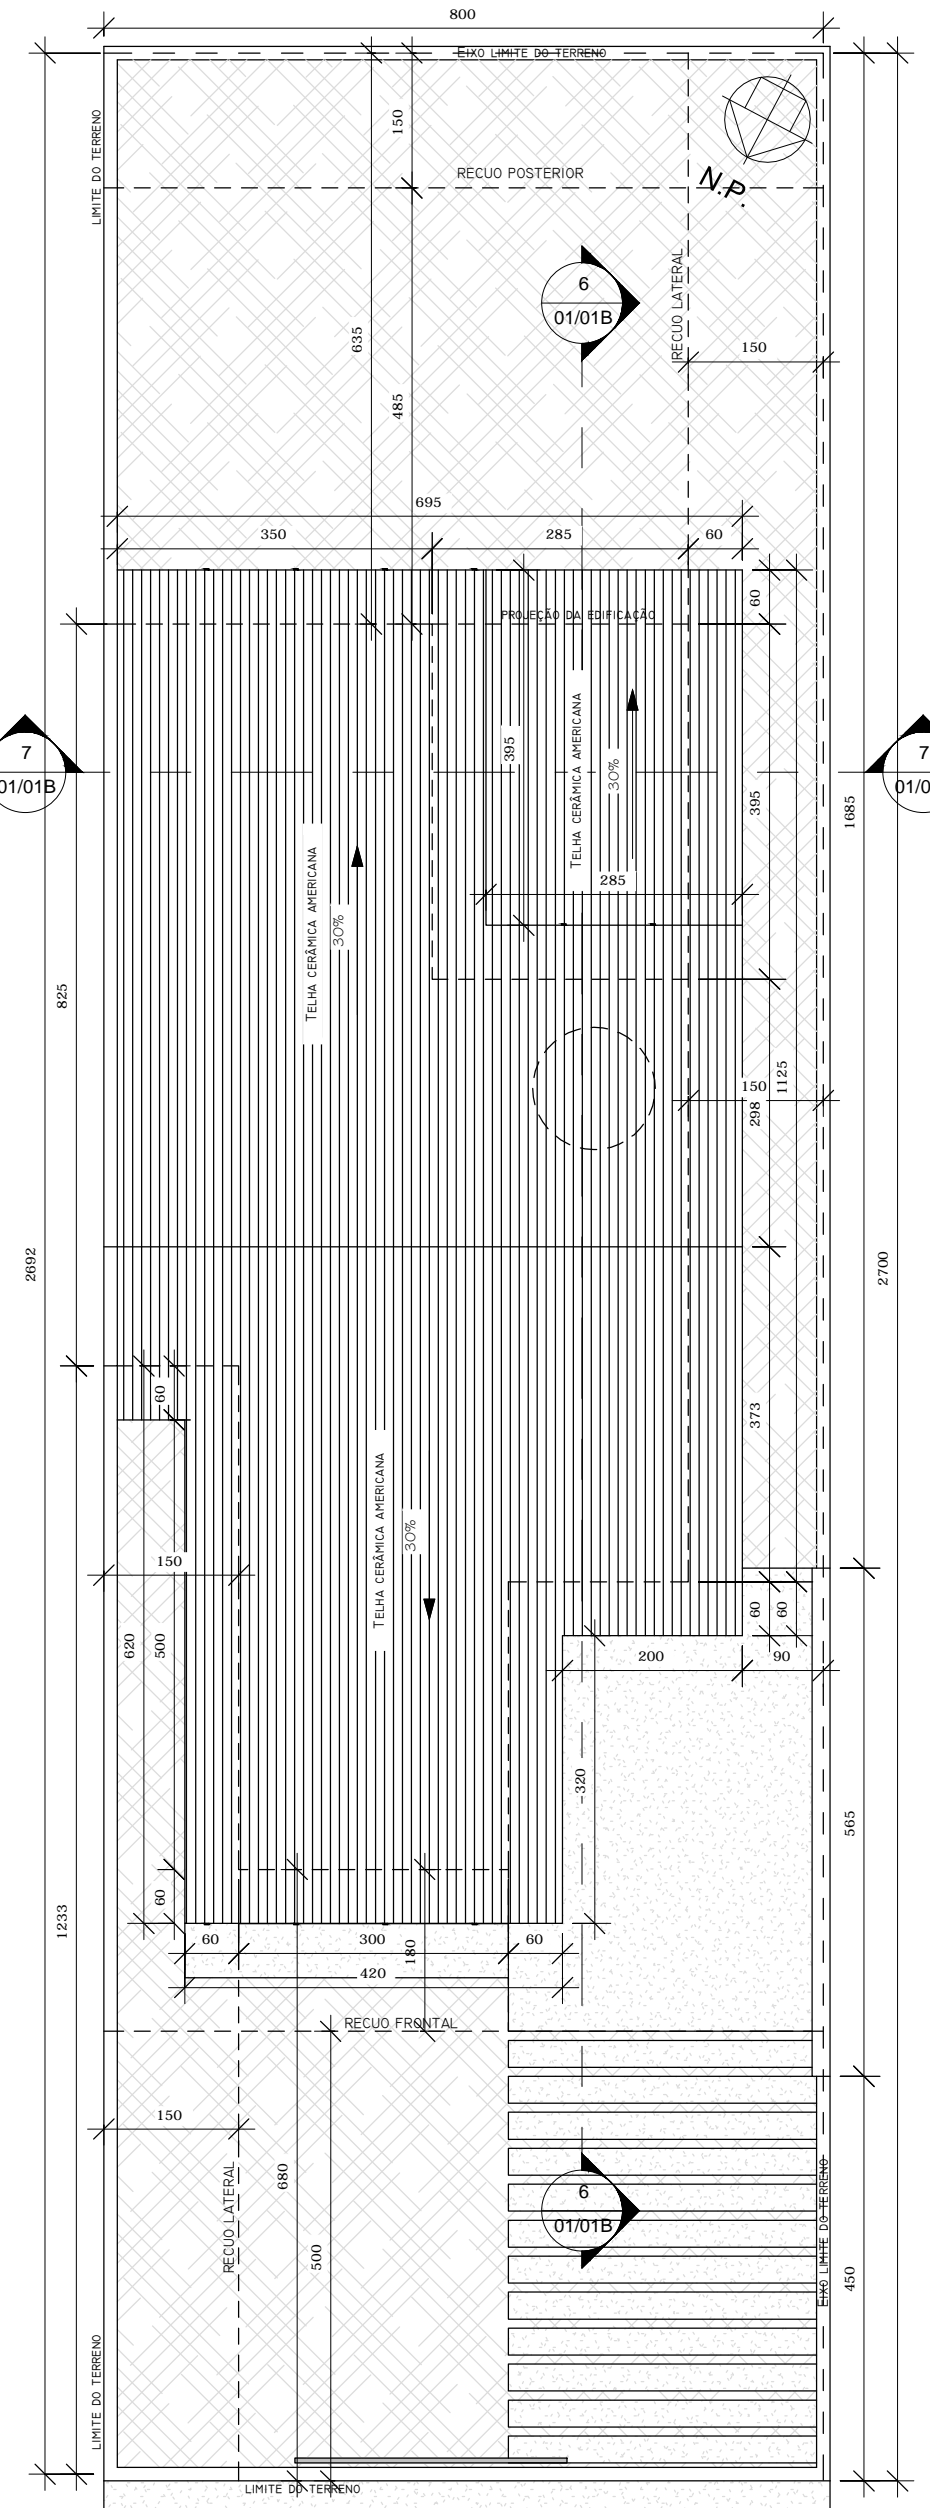 800
EIXO LIMITE DO TERRENO
LIMITE DO TERRENO
150
RECUO POSTERIOR
N.P.
RECUO LATERAL
6
01/01B
635
150
485
695
350
285
60
60
PROJEÇÃO DA EDIFICAÇÃO
TELHA CERÂMICA AMERICANA
30%
395
7
01/01B
7
395
1685
285
TELHA CERÂMICA AMERICANA
30%
825
150
1125
298
2692
2700
60
373
TELHA CERÂMICA AMERICANA
30%
150
620
500
60
60
200
90
320
565
60
1233
60
300
60
180
420
RECUO FRONTAL
150
680
RECUO LATERAL
500
6
01/01B
EIXO LIMITE DO TERRENO
450
LIMITE DO TERRENO
LIMITE DO TERRENO